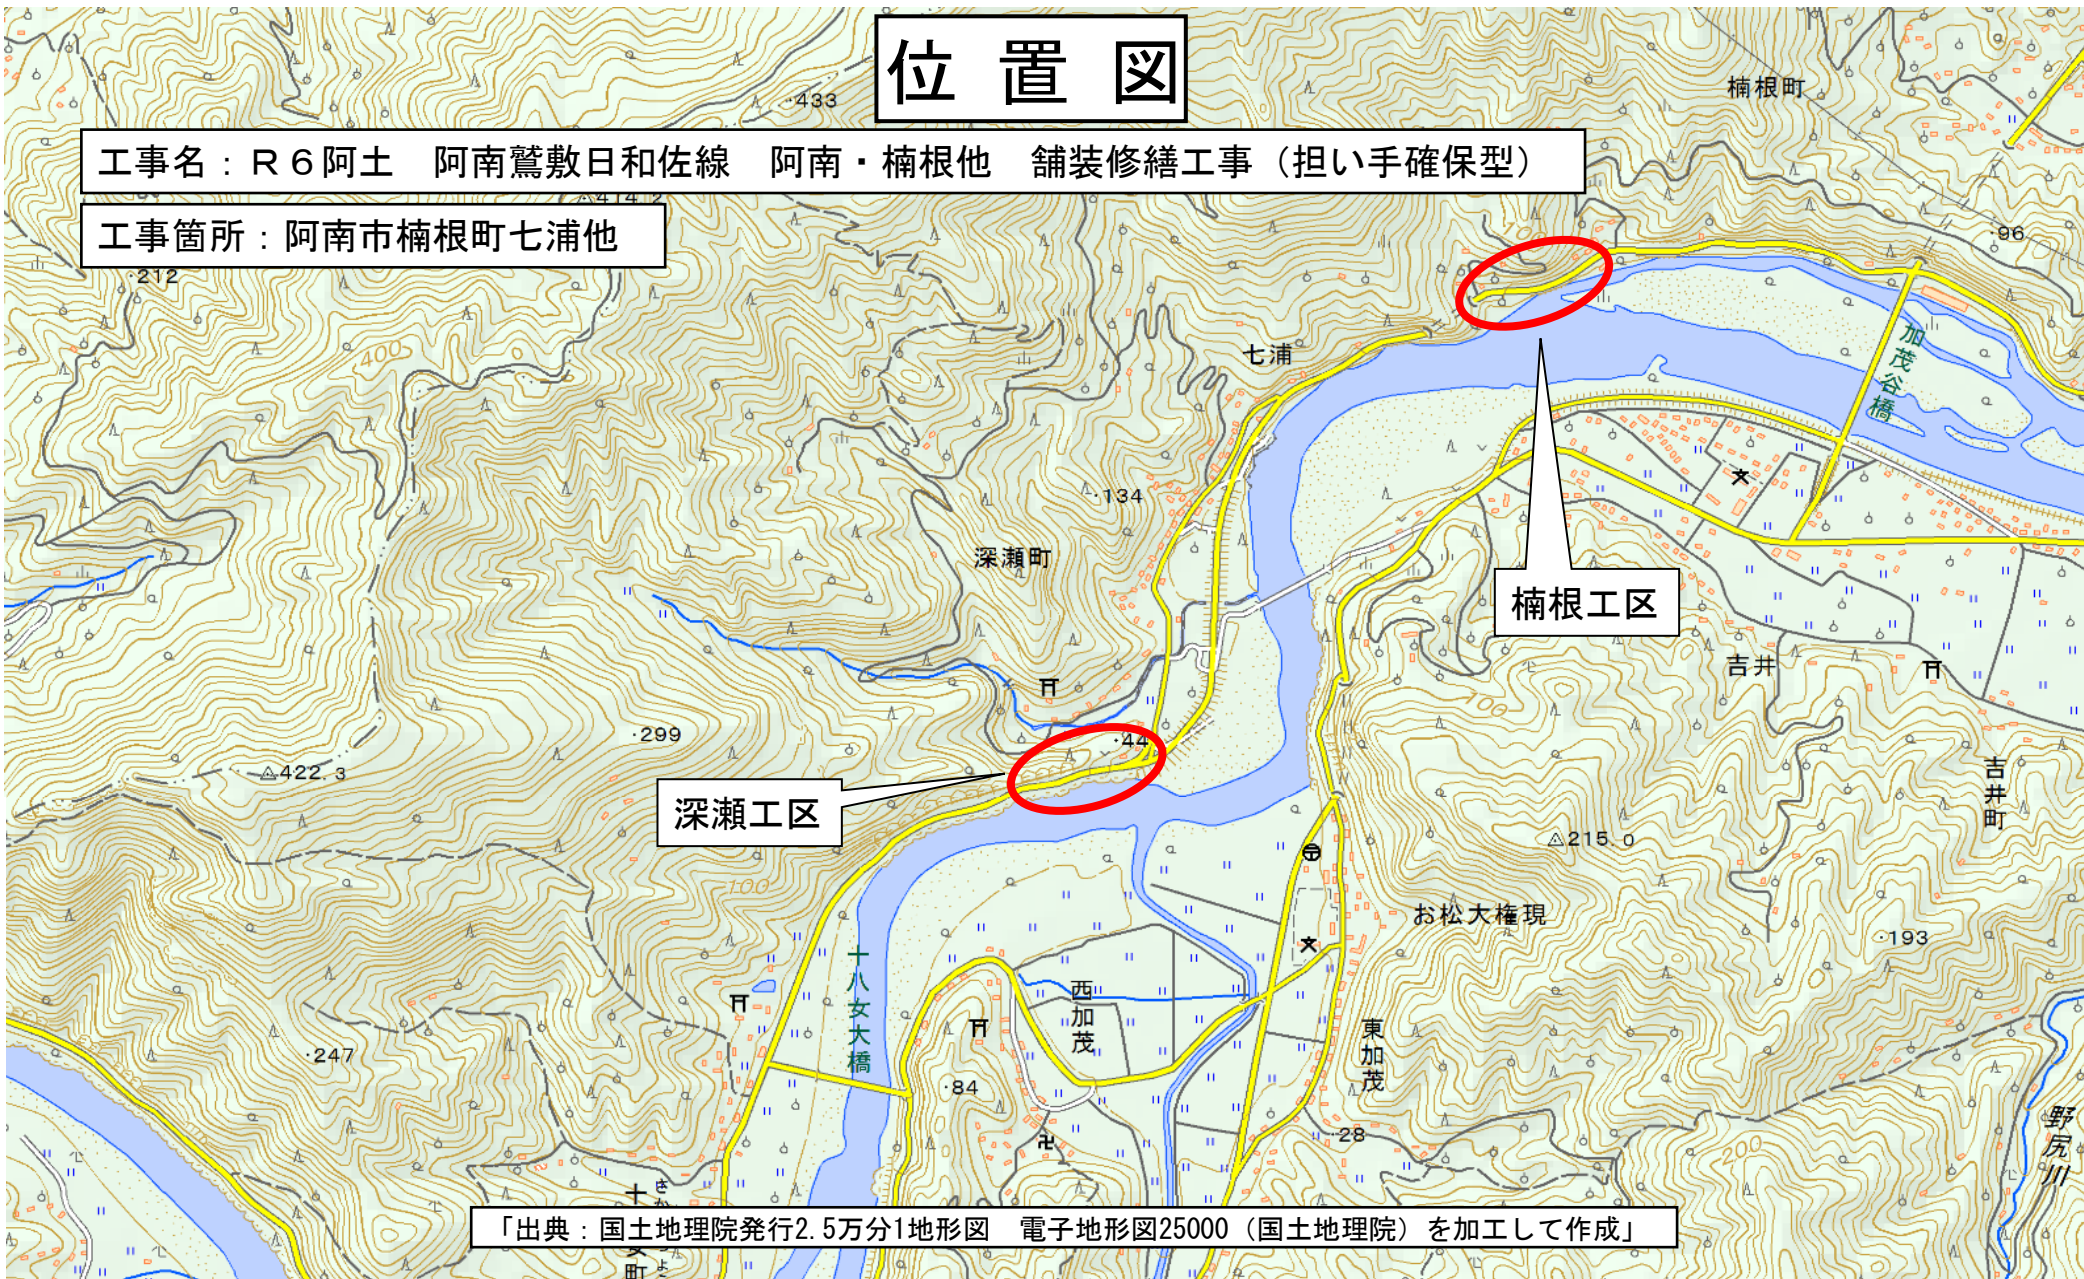 位置図
工事名：Ｒ６阿土　阿南鷲敷日和佐線　阿南・楠根他　舗装修繕工事（担い手確保型）
工事箇所：阿南市楠根町七浦他
楠根町
・433
・212
・96
400
100
七浦
加茂谷橋
・134
深瀬町
楠根工区
吉井
100
・44
・299
△422.3
深瀬工区
吉井町
△215.0
100
お松大権現
・193
十八女大橋
西加茂
東加茂
・247
・84
・28
200
野尻川
「出典：国土地理院発行2.5万分1地形図　電子地形図25000（国土地理院）を加工して作成」